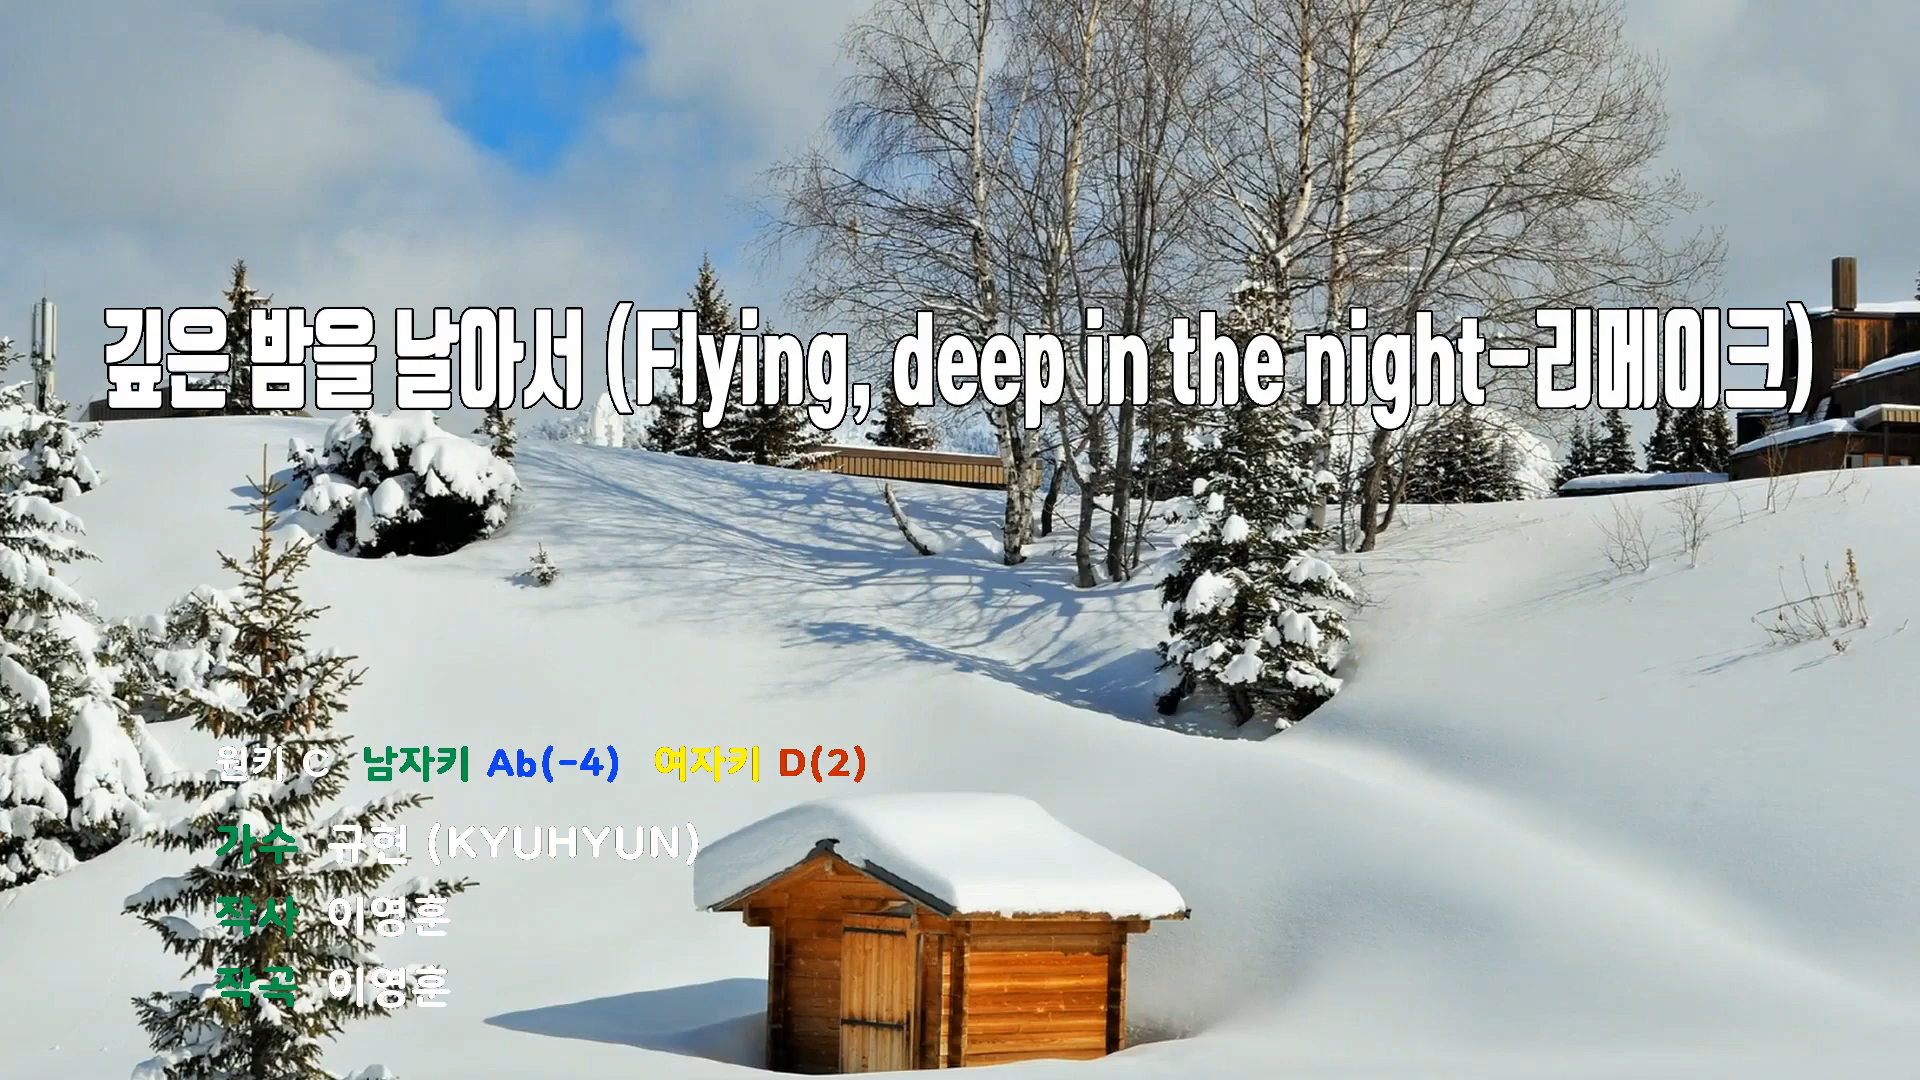 깊은 밤을 날아서 (Flying, deep in the night-리메이크)
원키 C 남자키 Ab(-4) 여자키 D(2)
가수 규현 (KYUHYUN)
작사 이영훈
작곡 이영훈